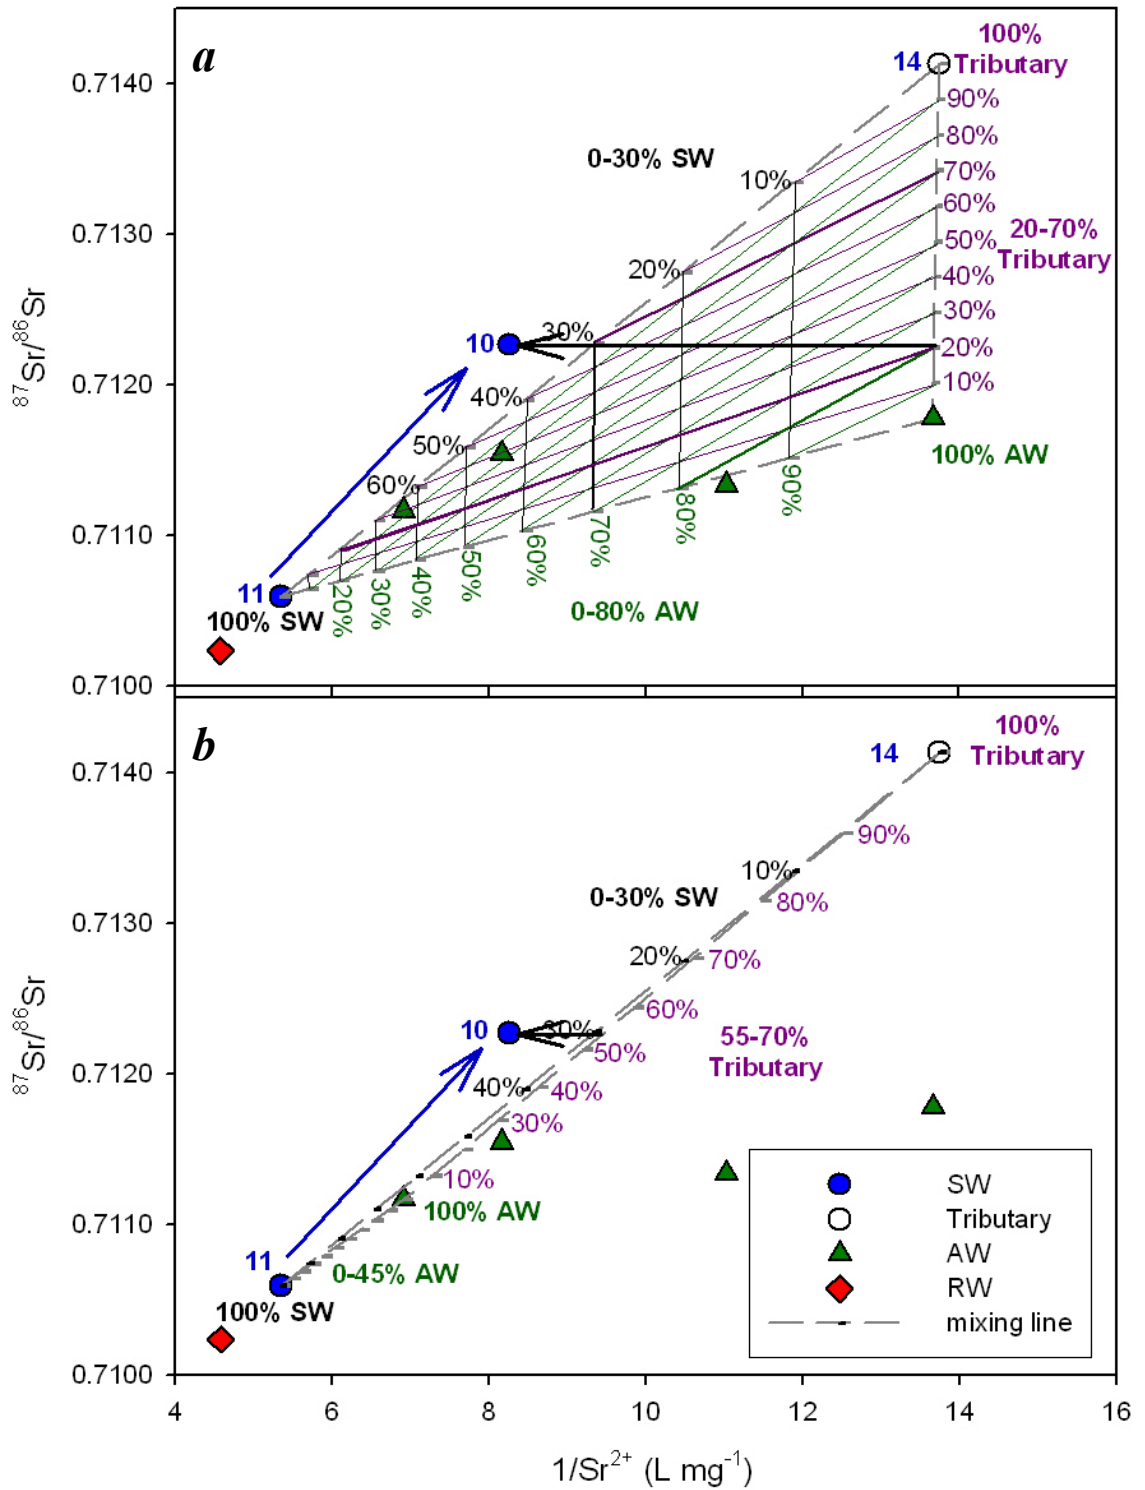 a
100%
Tributary
14
0.7140
90%
80%
0-30% SW
10%
70%
60%
0.7130
20-70%
Tributary
50%
20%
40%
30%
30%
10
20%
87Sr/86Sr
0.7120
10%
40%
50%
100% AW
60%
90%
80%
70%
0.7110
60%
50%
40%
30%
20%
11
0-80% AW
100% SW
0.7100
b
100%
Tributary
14
0.7140
90%
10%
0-30% SW
80%
0.7130
20%
70%
60%
10
30%
50%
55-70%
Tributary
87Sr/86Sr
0.7120
40%
40%
30%
10%
100% AW
0.7110
11
0-45% AW
100% SW
SW
Tributary
AW
RW
mixing line
0.7100
4 6 8 10 12 14 16
1/Sr2+ (L mg-1)